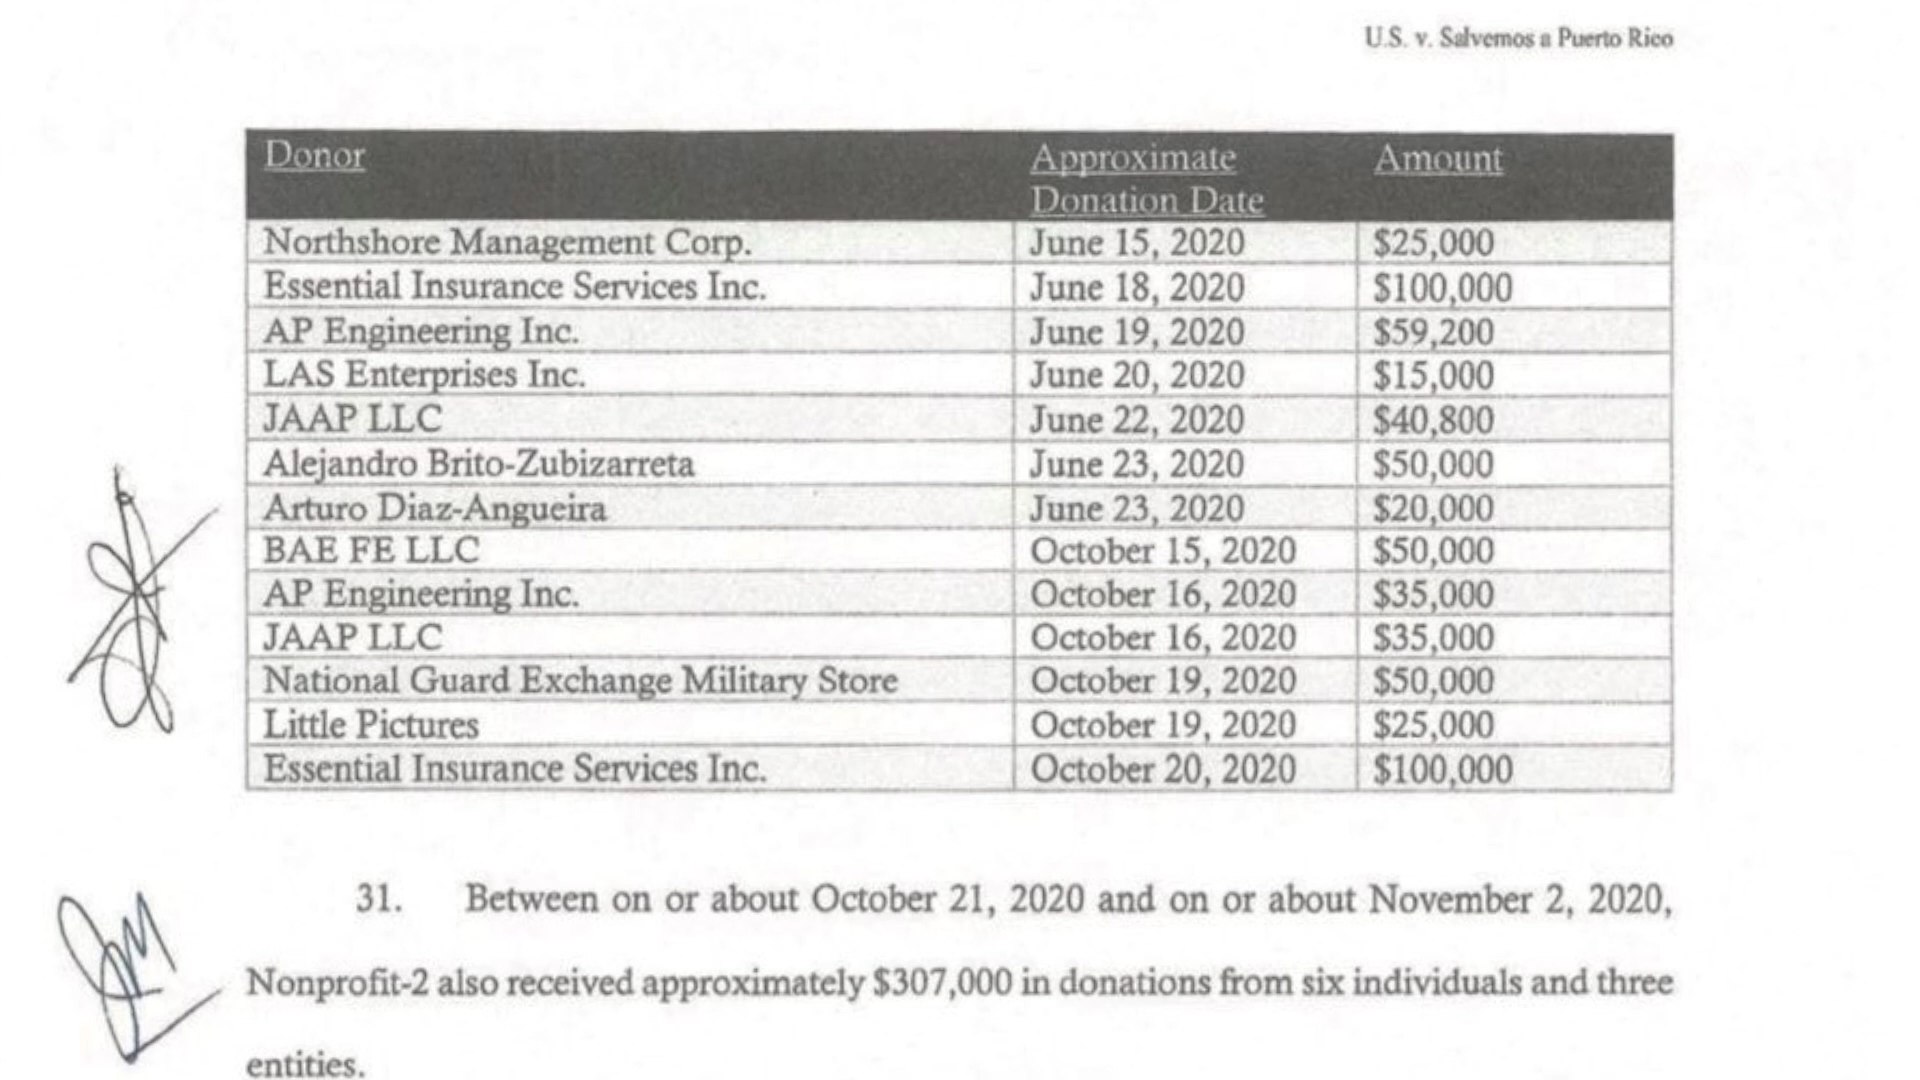 U.S. v. Salvemos a Puerto Rico
Donor Approximate Donation Date Amount
Northshore Management Corp. June 15, 2020 $25,000
Essential Insurance Services Inc. June 18, 2020 $100,000
AP Engineering Inc. June 19, 2020 $59,200
LAS Enterprises Inc. June 20, 2020 $15,000
JAAP LLC June 22, 2020 $40,800
Alejandro Brito-Zubizarreta June 23, 2020 $50,000
Arturo Diaz-Angueira June 23, 2020 $20,000
BAE FE LLC October 15, 2020 $50,000
AP Engineering Inc. October 16, 2020 $35,000
JAAP LLC October 16, 2020 $35,000
National Guard Exchange Military Store October 19, 2020 $50,000
Little Pictures October 19, 2020 $25,000
Essential Insurance Services Inc. October 20, 2020 $100,000
31. Between on or about October 21, 2020 and on or about November 2, 2020,
Nonprofit-2 also received approximately $307,000 in donations from six individuals and three
entities.